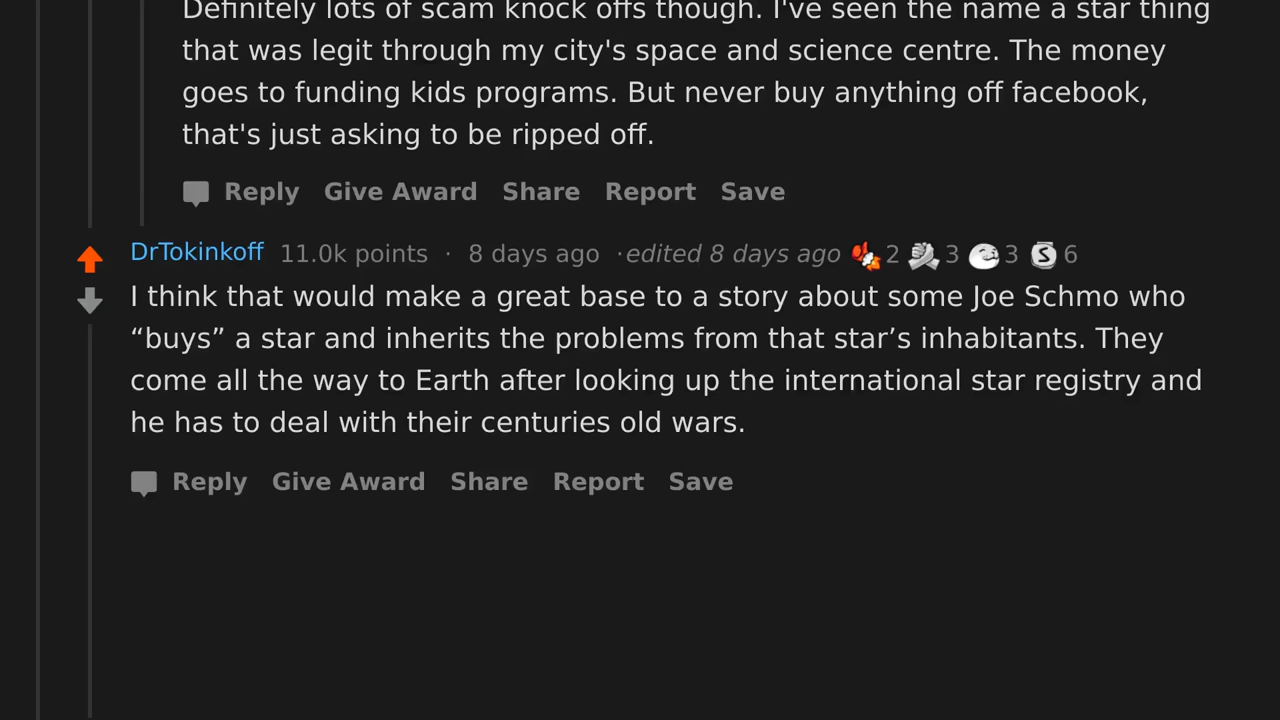 Definitely lots of scam knock offs though. I've seen the name a star thing
that was legit through my city's space and science centre. The money
goes to funding kids programs. But never buy anything off facebook,
that's just asking to be ripped off.
Reply Give Award Share Report Save
DrTokinkoff 11.0k points · 8 days ago ·edited 8 days ago 2 3 3 S 6
I think that would make a great base to a story about some Joe Schmo who
“buys” a star and inherits the problems from that star’s inhabitants. They
come all the way to Earth after looking up the international star registry and
he has to deal with their centuries old wars.
Reply Give Award Share Report Save